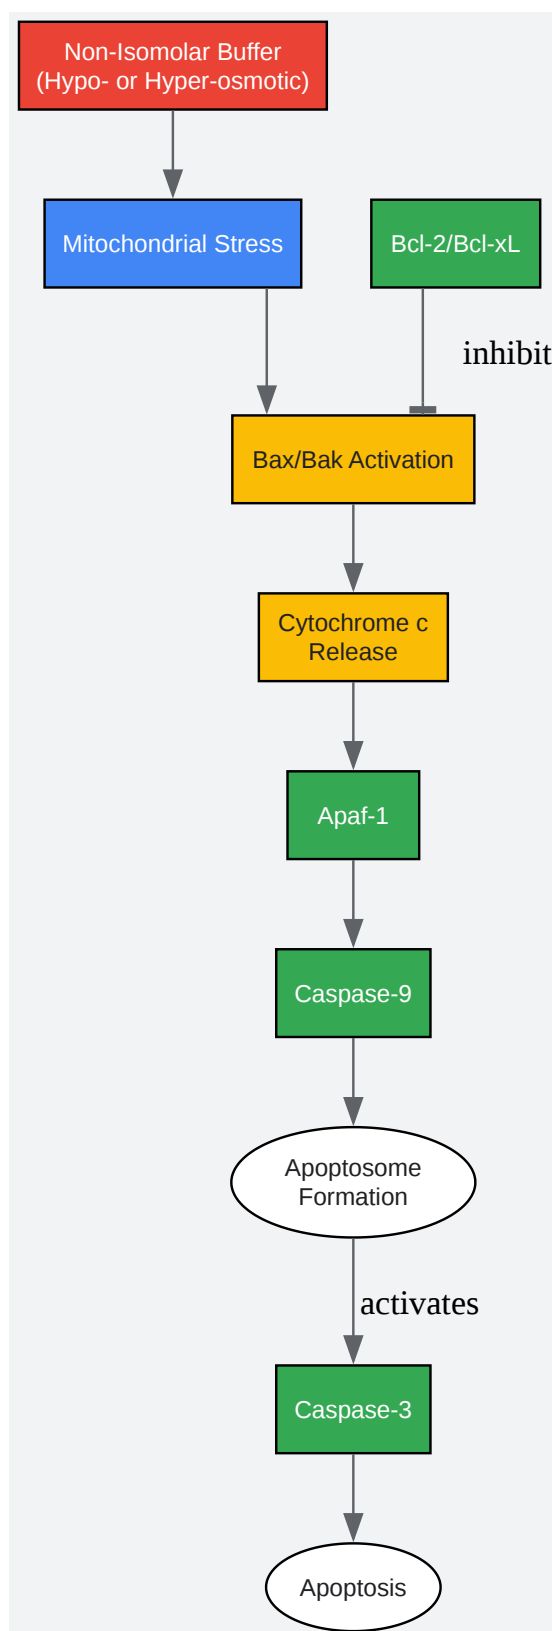 Non-Isomolar Buffer
(Hypo- or Hyper-osmotic)
Mitochondrial Stress
Bcl-2/Bcl-xL
inhibit
Bax/Bak Activation
Cytochrome c
Release
Apaf-1
Caspase-9
Apoptosome
Formation
activates
Caspase-3
Apoptosis